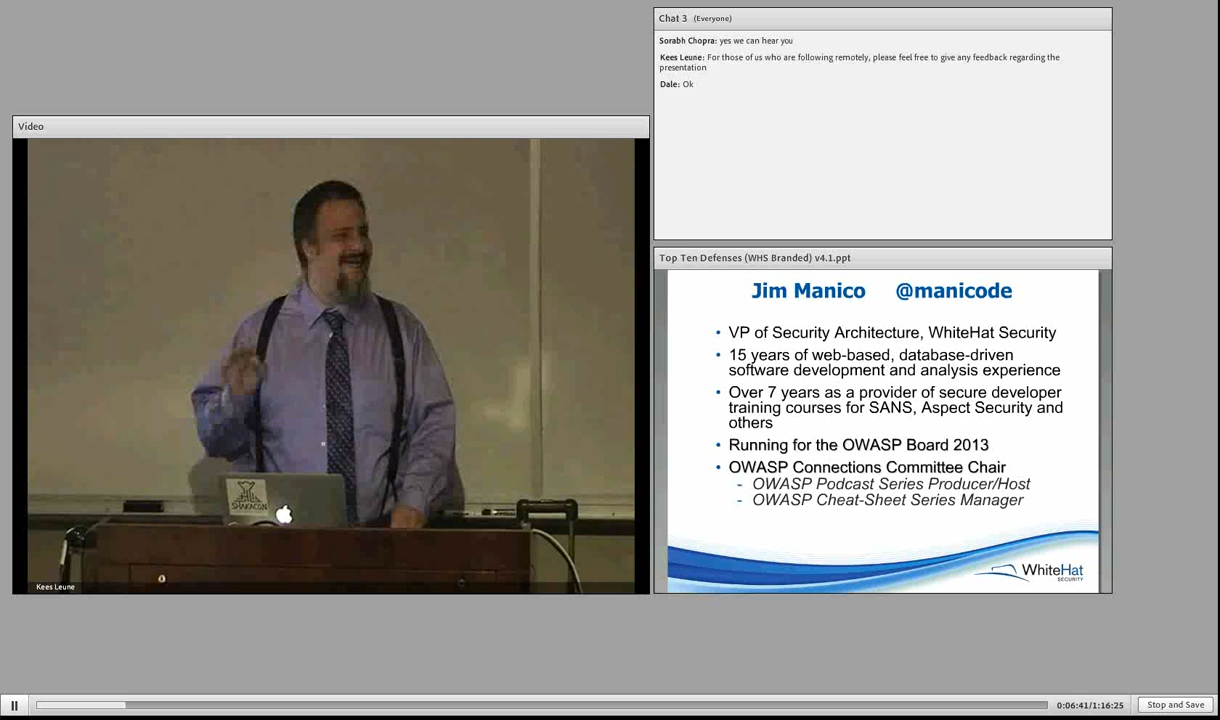 Chat 3 (Everyone)
Sorabh Chopra: yes we can hear you
Kees Leune: For those of us who are following remotely, please feel free to give any feedback regarding the
presentation
Dale: Ok
Video
SHAKACON
Kees Leune
Top Ten Defenses (WHS Branded) v4.1.ppt
Jim Manico @manicode
• VP of Security Architecture, WhiteHat Security
• 15 years of web-based, database-driven
software development and analysis experience
• Over 7 years as a provider of secure developer
training courses for SANS, Aspect Security and
others
• Running for the OWASP Board 2013
• OWASP Connections Committee Chair
- OWASP Podcast Series Producer/Host
- OWASP Cheat-Sheet Series Manager
WhiteHat
SECURITY
0:06:41/1:16:25
Stop and Save